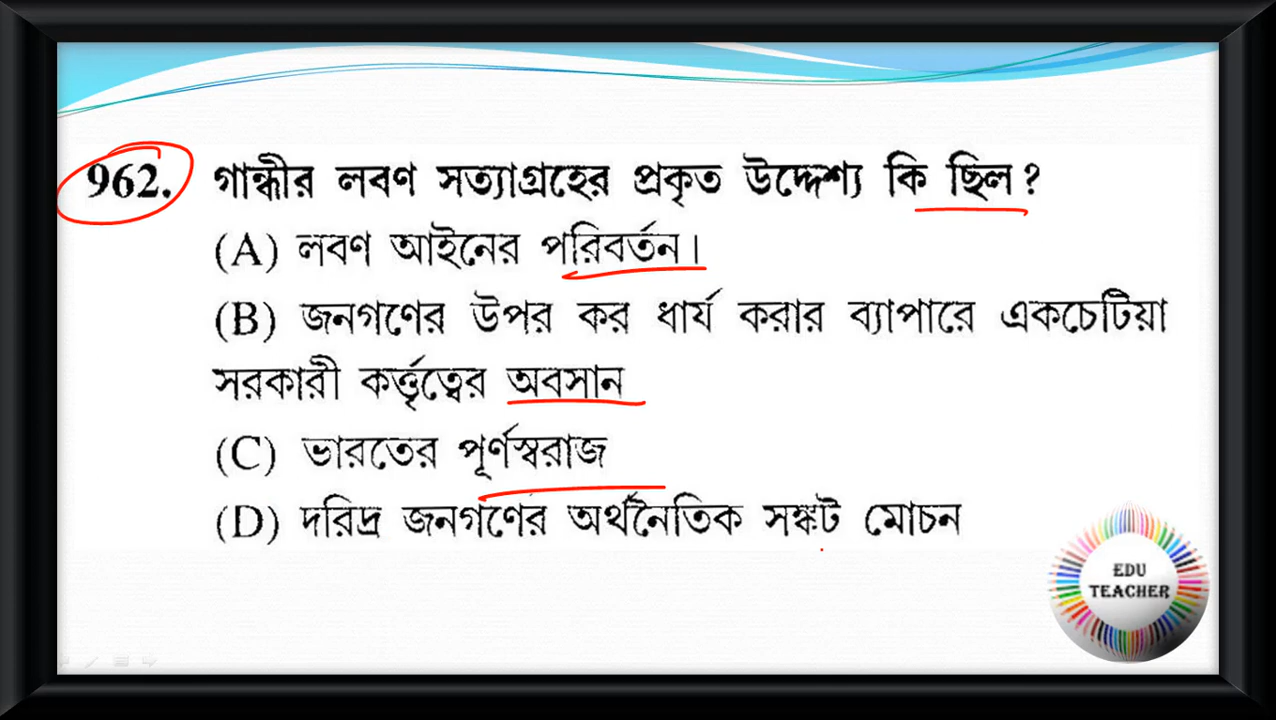 962. গান্ধীর লবণ সত্যাগ্রহের প্রকৃত উদ্দেশ্য কি ছিল?
(A) লবণ আইনের পরিবর্তন।
(B) জনগণের উপর কর ধার্য করার ব্যাপারে একচেটিয়া
সরকারী কর্ত্তৃত্বের অবসান
(C) ভারতের পূর্ণস্বরাজ
(D) দরিদ্র জনগণের অর্থনৈতিক সঙ্কট মোচন
EDU
TEACHER